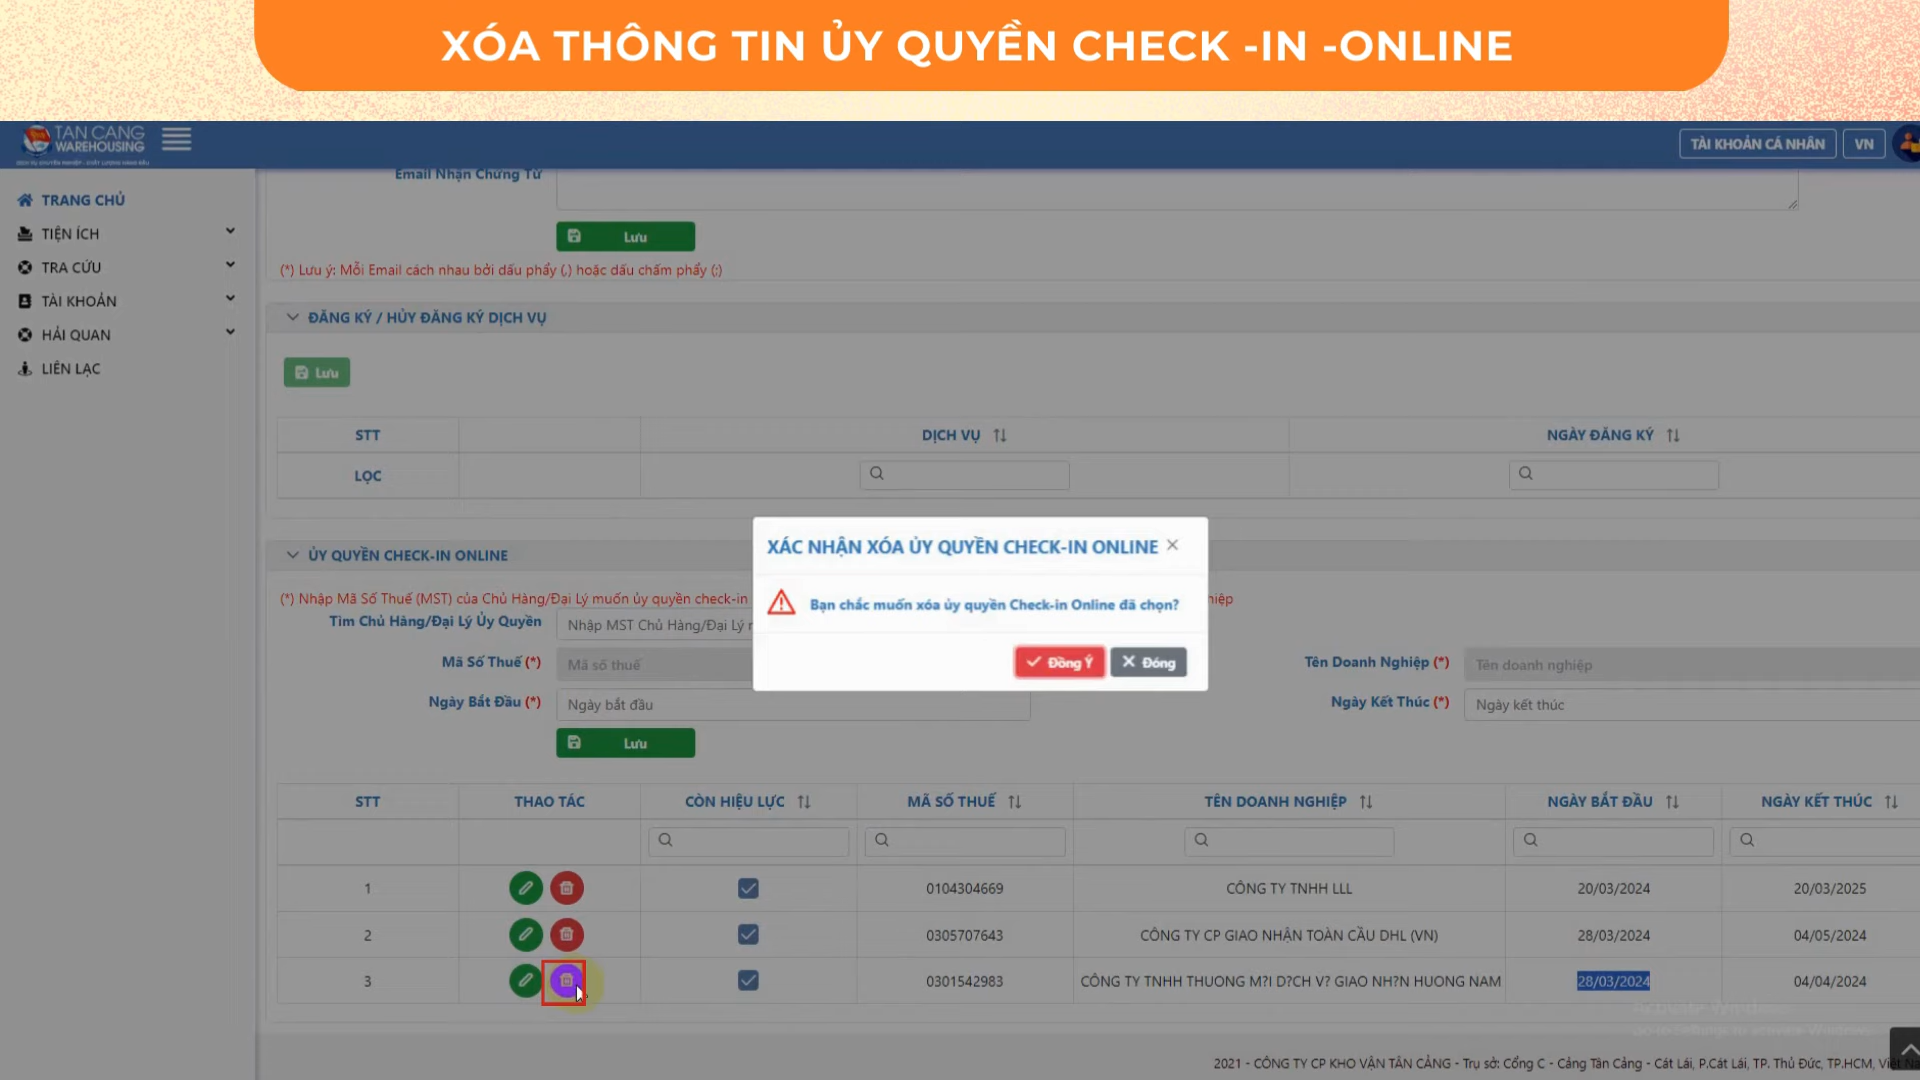 XÓA THÔNG TIN ỦY QUYỀN CHECK -IN -ONLINE
TAN CANG
WAREHOUSING
TÀI KHOẢN CÁ NHÂN
VN
TRANG CHỦ
TIỆN ÍCH
TRA CỨU
TÀI KHOẢN
HẢI QUAN
LIÊN LẠC
Email Nhận Chứng Từ
Lưu
(*) Lưu ý: Mỗi Email cách nhau bởi dấu phẩy (,) hoặc dấu chấm phẩy (;)
ĐĂNG KÝ / HỦY ĐĂNG KÝ DỊCH VỤ
Lưu
STT DỊCH VỤ NGÀY ĐĂNG KÝ
LỌC
ỦY QUYỀN CHECK-IN ONLINE
XÁC NHẬN XÓA ỦY QUYỀN CHECK-IN ONLINE
Bạn chắc muốn xóa ủy quyền Check-in Online đã chọn?
Đồng Ý Đóng
(*) Nhập Mã Số Thuế (MST) của Chủ Hàng/Đại Lý muốn ủy quyền check-in
Tìm Chủ Hàng/Đại Lý Ủy Quyền Nhập MST Chủ Hàng/Đại Lý
Mã Số Thuế (*) Mã số thuế Tên Doanh Nghiệp (*) Tên doanh nghiệp
Ngày Bắt Đầu (*) Ngày bắt đầu Ngày Kết Thúc (*) Ngày kết thúc
Lưu
STT THAO TÁC CÒN HIỆU LỰC MÃ SỐ THUẾ TÊN DOANH NGHIỆP NGÀY BẮT ĐẦU NGÀY KẾT THÚC
1 0104304669 CÔNG TY TNHH LLL 20/03/2024 20/03/2025
2 0305707643 CÔNG TY CP GIAO NHẬN TOÀN CẦU DHL (VN) 28/03/2024 04/05/2024
3 0301542983 CÔNG TY TNHH THUONG M?I D?CH V? GIAO NH?N HUONG NAM 28/03/2024 04/04/2024
2021 - CÔNG TY CP KHO VẬN TÂN CẢNG - Trụ sở: Cổng C - Cảng Tân Cảng - Cát Lái, P.Cát Lái, TP. Thủ Đức, TP.HCM,